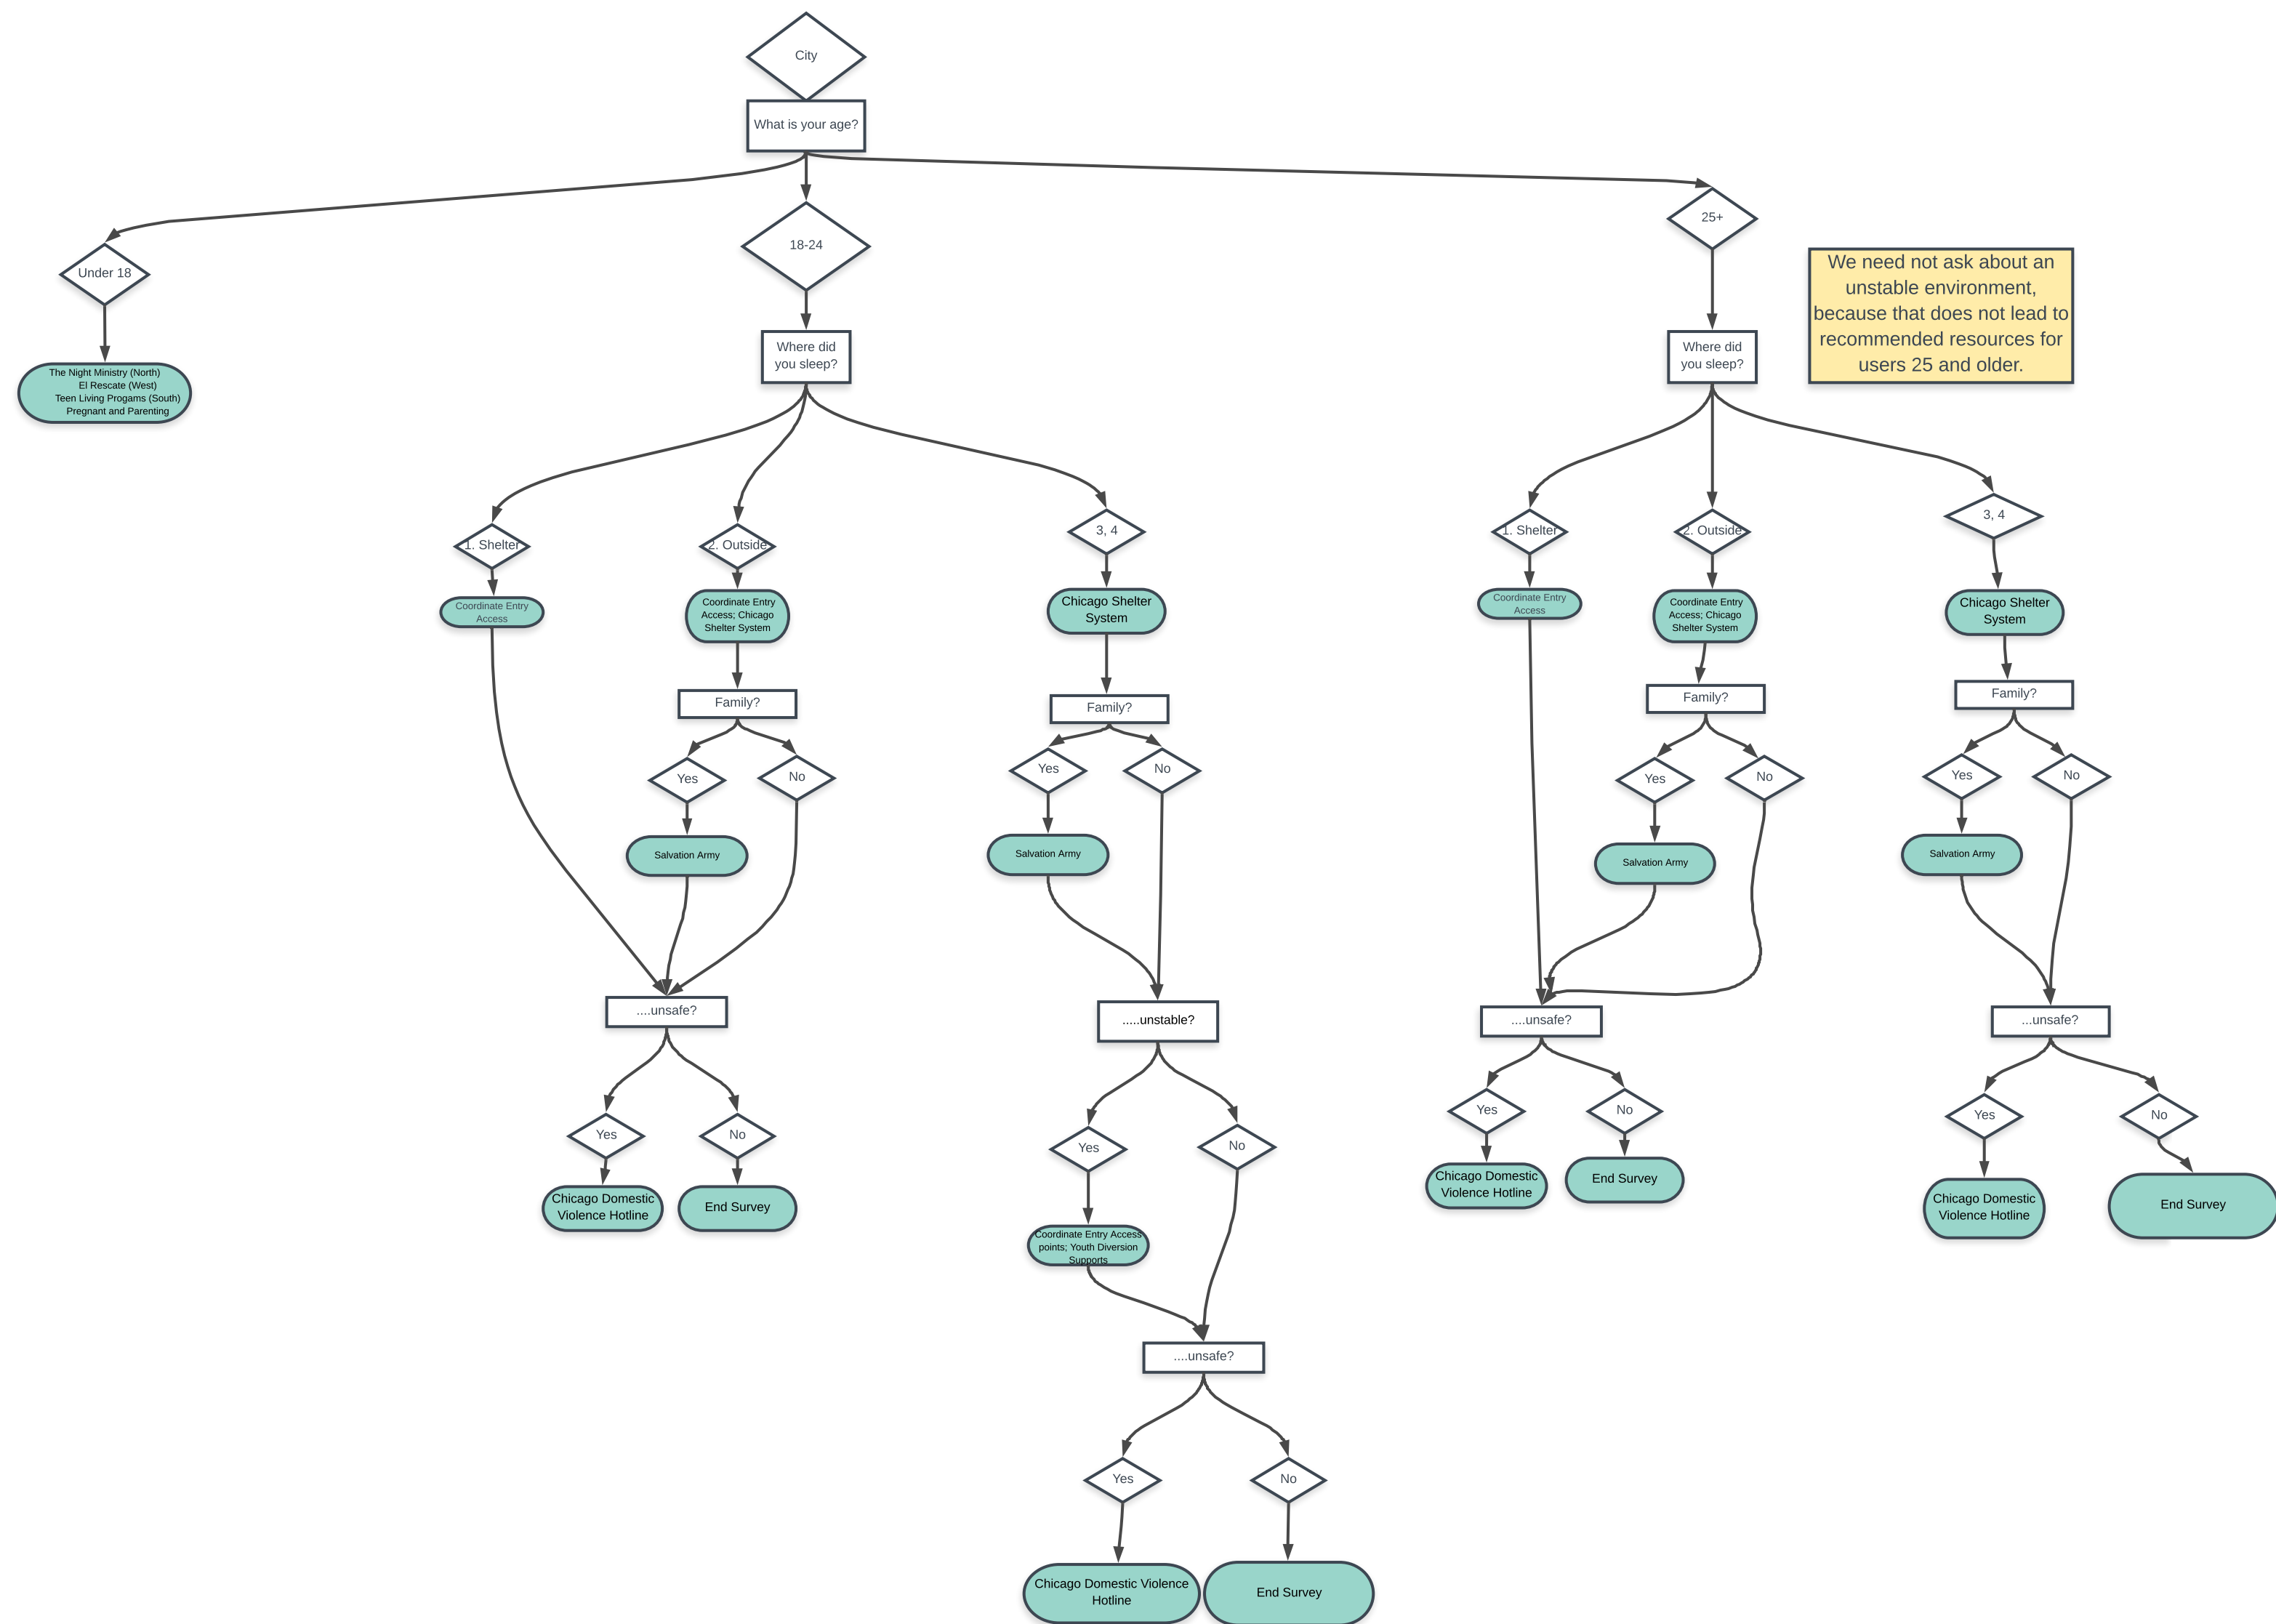 City
What is your age?
Under 18
18-24
25+
We need not ask about an
unstable environment,
because that does not lead to
recommended resources for
users 25 and older.
The Night Ministry (North)
El Rescate (West)
Teen Living Progams (South)
Pregnant and Parenting
Where did
you sleep?
Where did
you sleep?
1. Shelter
2. Outside
3, 4
1. Shelter
2. Outside
3, 4
Coordinate Entry
Access
Coordinate Entry
Access; Chicago
Shelter System
Chicago Shelter
System
Coordinate Entry
Access
Coordinate Entry
Access; Chicago
Shelter System
Chicago Shelter
System
Family?
Family?
Family?
Family?
Yes
No
Yes
No
Yes
No
Yes
No
Salvation Army
Salvation Army
Salvation Army
Salvation Army
....unsafe?
.....unstable?
....unsafe?
...unsafe?
Yes
No
Yes
No
Yes
No
Yes
No
Chicago Domestic
Violence Hotline
End Survey
Coordinate Entry Access
points; Youth Diversion
Supports
Chicago Domestic
Violence Hotline
End Survey
Chicago Domestic
Violence Hotline
End Survey
....unsafe?
Yes
No
Chicago Domestic Violence
Hotline
End Survey